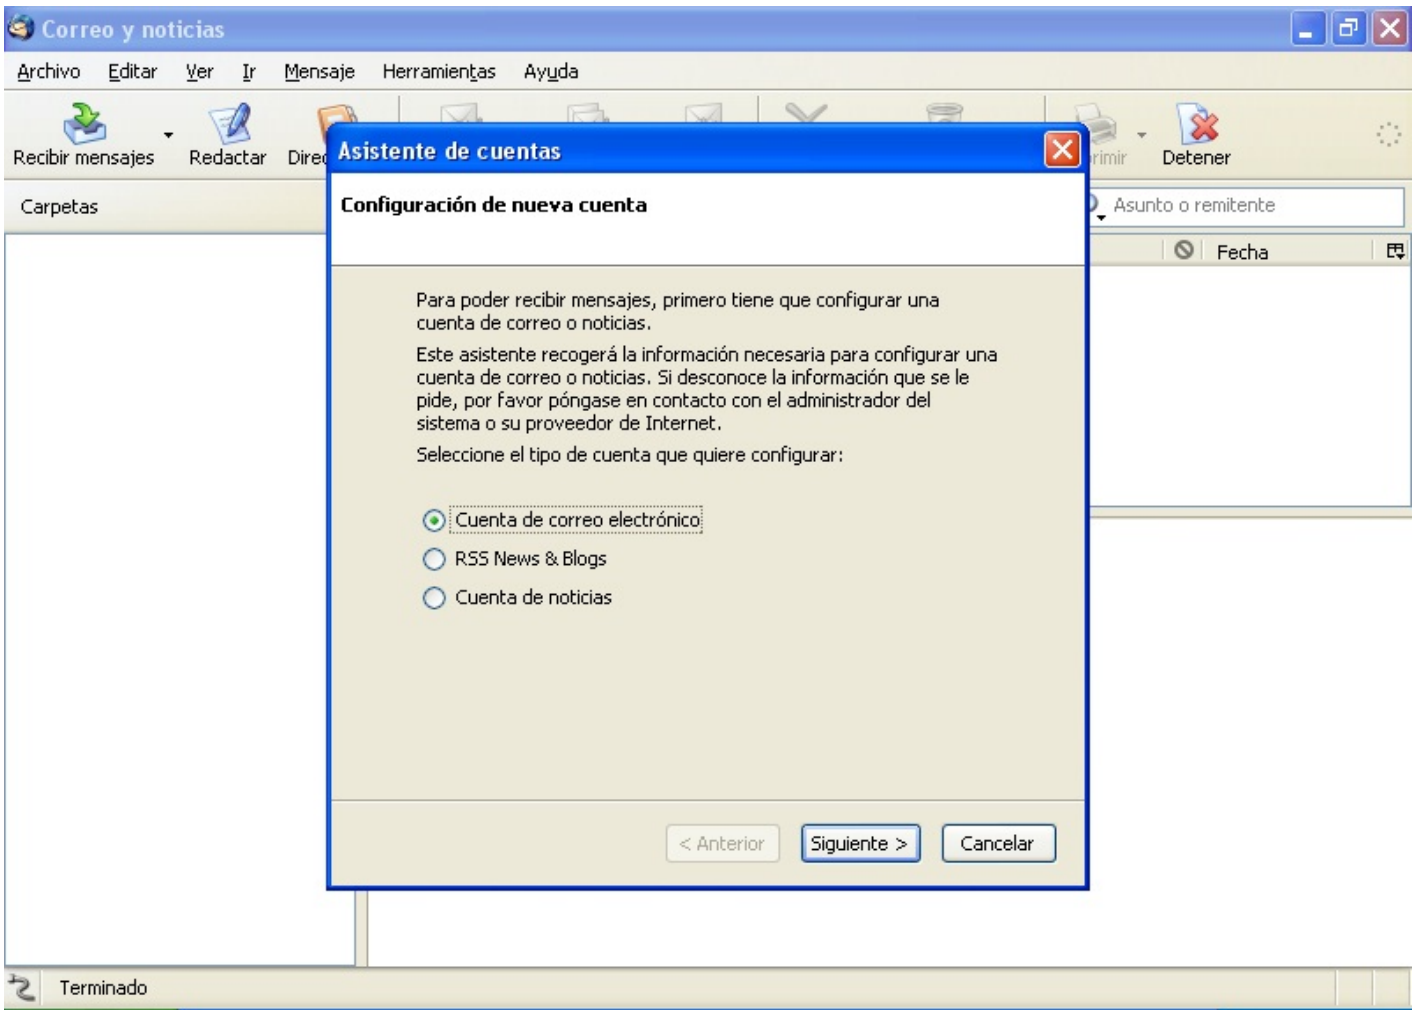 Correo y noticias
Archivo Editar Ver Ir Mensaje Herramientas Ayuda
Recibir mensajes Redactar Detener
Carpetas
Asunto o remitente
Fecha
Asistente de cuentas
Configuración de nueva cuenta
Para poder recibir mensajes, primero tiene que configurar una
cuenta de correo o noticias.
Este asistente recogerá la información necesaria para configurar una
cuenta de correo o noticias. Si desconoce la información que se le
pide, por favor póngase en contacto con el administrador del
sistema o su proveedor de Internet.
Seleccione el tipo de cuenta que quiere configurar:
Cuenta de correo electrónico
RSS News & Blogs
Cuenta de noticias
< Anterior Siguiente > Cancelar
Terminado